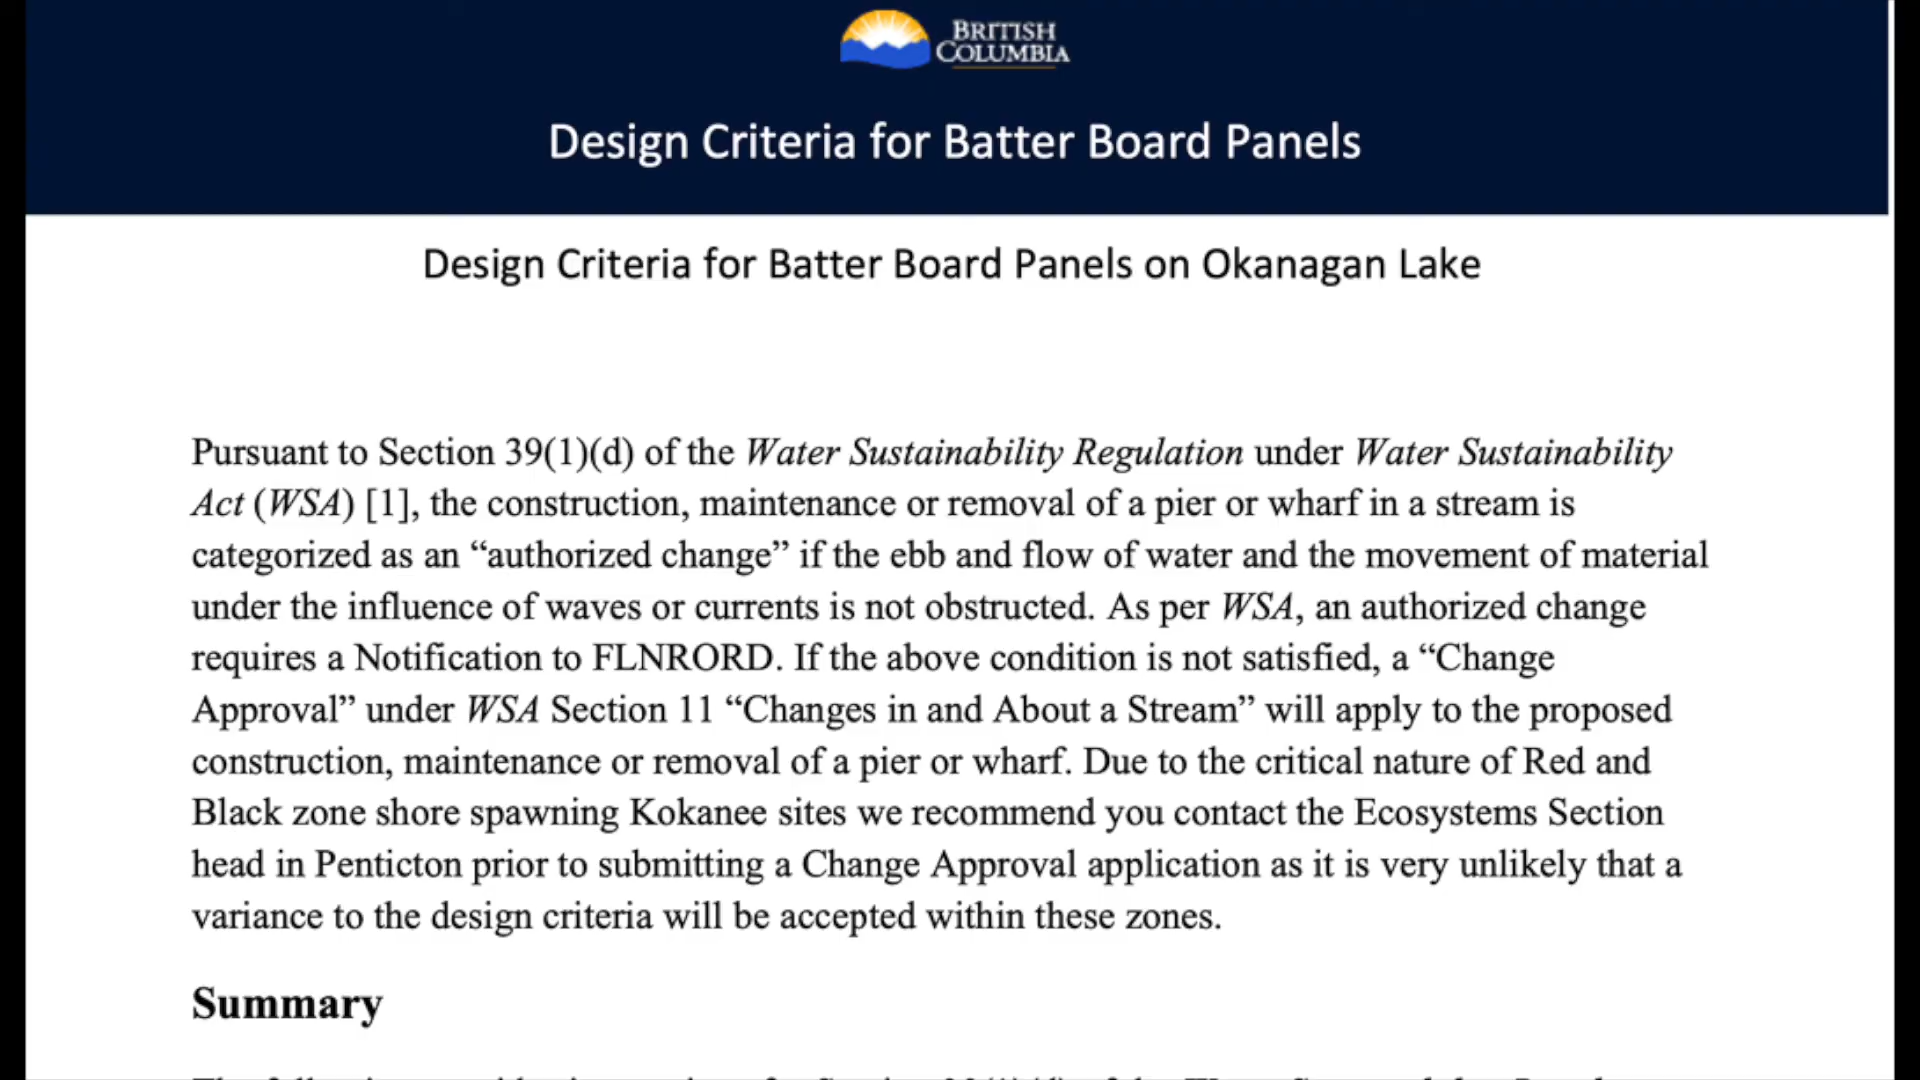 BRITISH
COLUMBIA
Design Criteria for Batter Board Panels
Design Criteria for Batter Board Panels on Okanagan Lake
Pursuant to Section 39(1)(d) of the Water Sustainability Regulation under Water Sustainability
Act (WSA) [1], the construction, maintenance or removal of a pier or wharf in a stream is
categorized as an “authorized change” if the ebb and flow of water and the movement of material
under the influence of waves or currents is not obstructed. As per WSA, an authorized change
requires a Notification to FLNRORD. If the above condition is not satisfied, a “Change
Approval” under WSA Section 11 “Changes in and About a Stream” will apply to the proposed
construction, maintenance or removal of a pier or wharf. Due to the critical nature of Red and
Black zone shore spawning Kokanee sites we recommend you contact the Ecosystems Section
head in Penticton prior to submitting a Change Approval application as it is very unlikely that a
variance to the design criteria will be accepted within these zones.
Summary